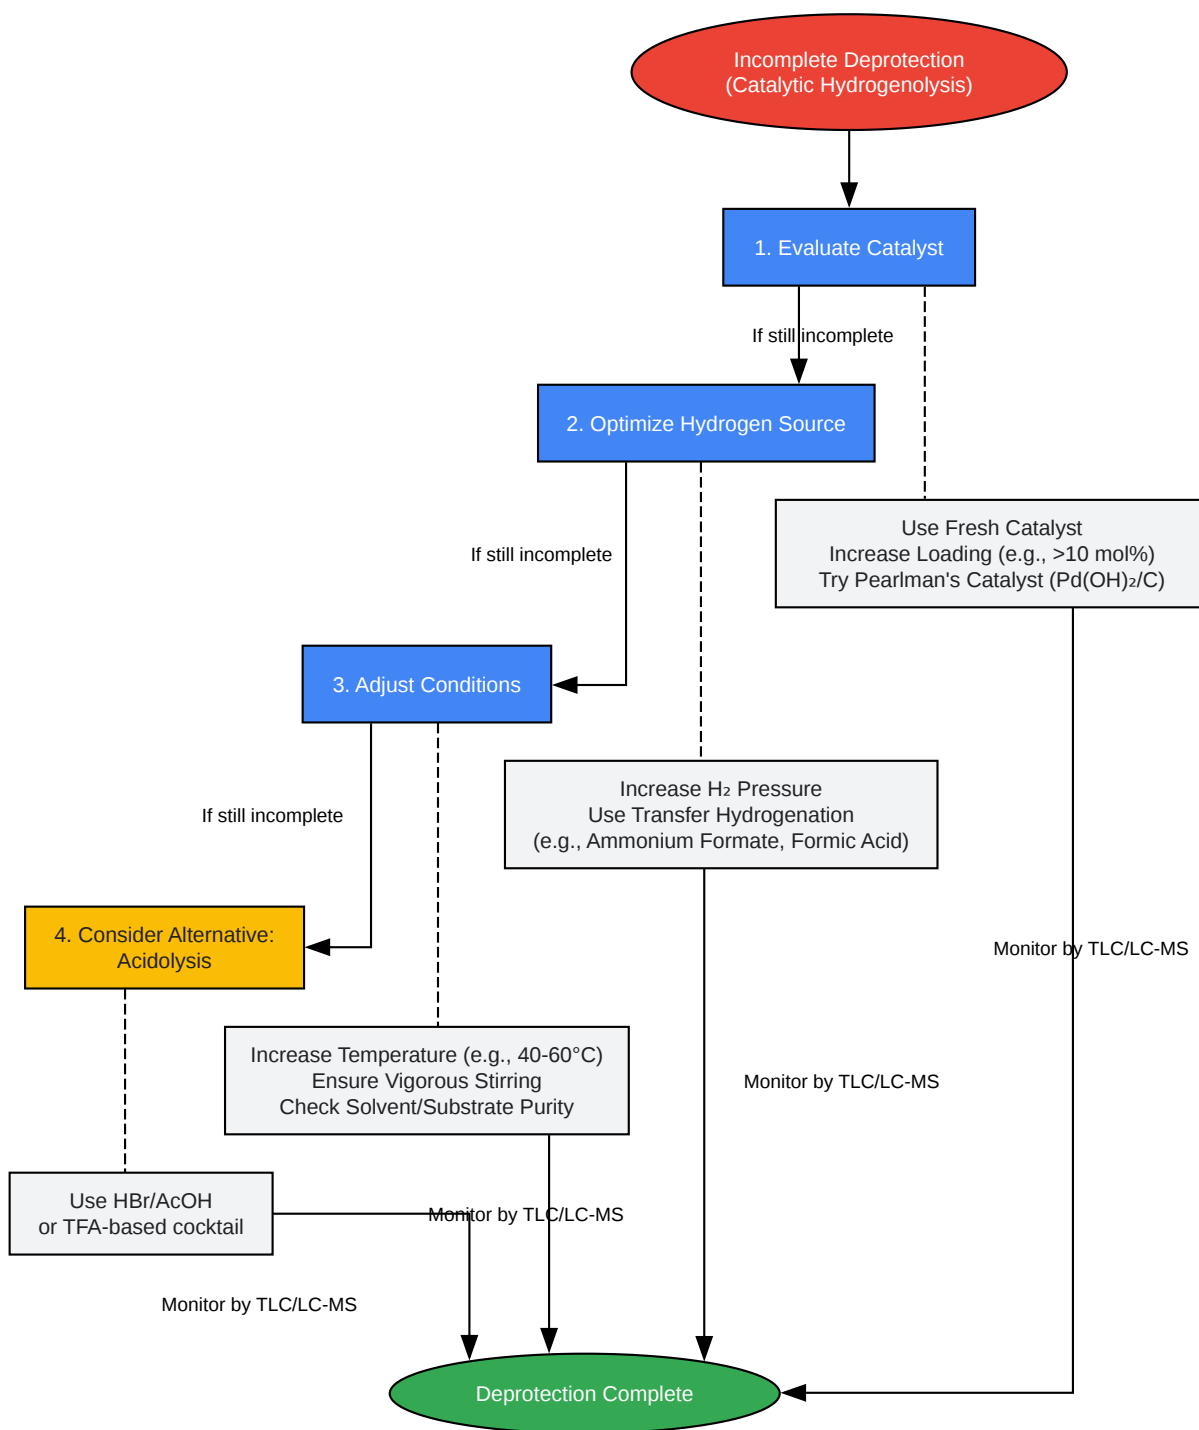 Incomplete Deprotection
(Catalytic Hydrogenolysis)
1. Evaluate Catalyst
If still incomplete
2. Optimize Hydrogen Source
Use Fresh Catalyst
Increase Loading (e.g., >10 mol%)
Try Pearlman's Catalyst (Pd(OH)₂/C)
If still incomplete
3. Adjust Conditions
Increase H₂ Pressure
Use Transfer Hydrogenation
(e.g., Ammonium Formate, Formic Acid)
If still incomplete
4. Consider Alternative:
Acidolysis
Monitor by TLC/LC-MS
Increase Temperature (e.g., 40-60°C)
Ensure Vigorous Stirring
Check Solvent/Substrate Purity
Monitor by TLC/LC-MS
Use HBr/AcOH
or TFA-based cocktail
Monitor by TLC/LC-MS
Monitor by TLC/LC-MS
Deprotection Complete